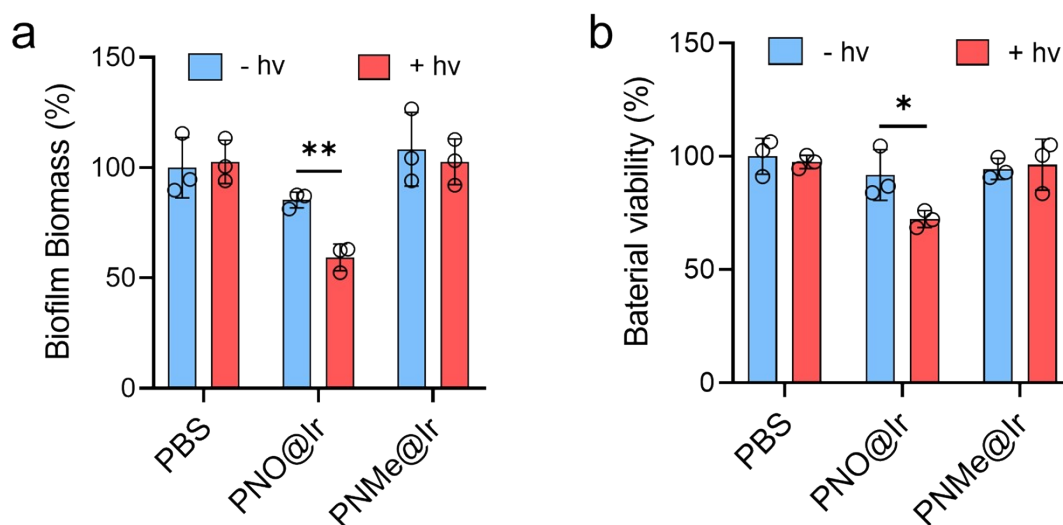 a
- hv
+ hv
Biofilm Biomass (%)
150
100
50
0
**
PBS
PNO@Ir
PNMe@Ir
b
- hv
+ hv
Baterial viability (%)
150
100
50
0
*
PBS
PNO@Ir
PNMe@Ir